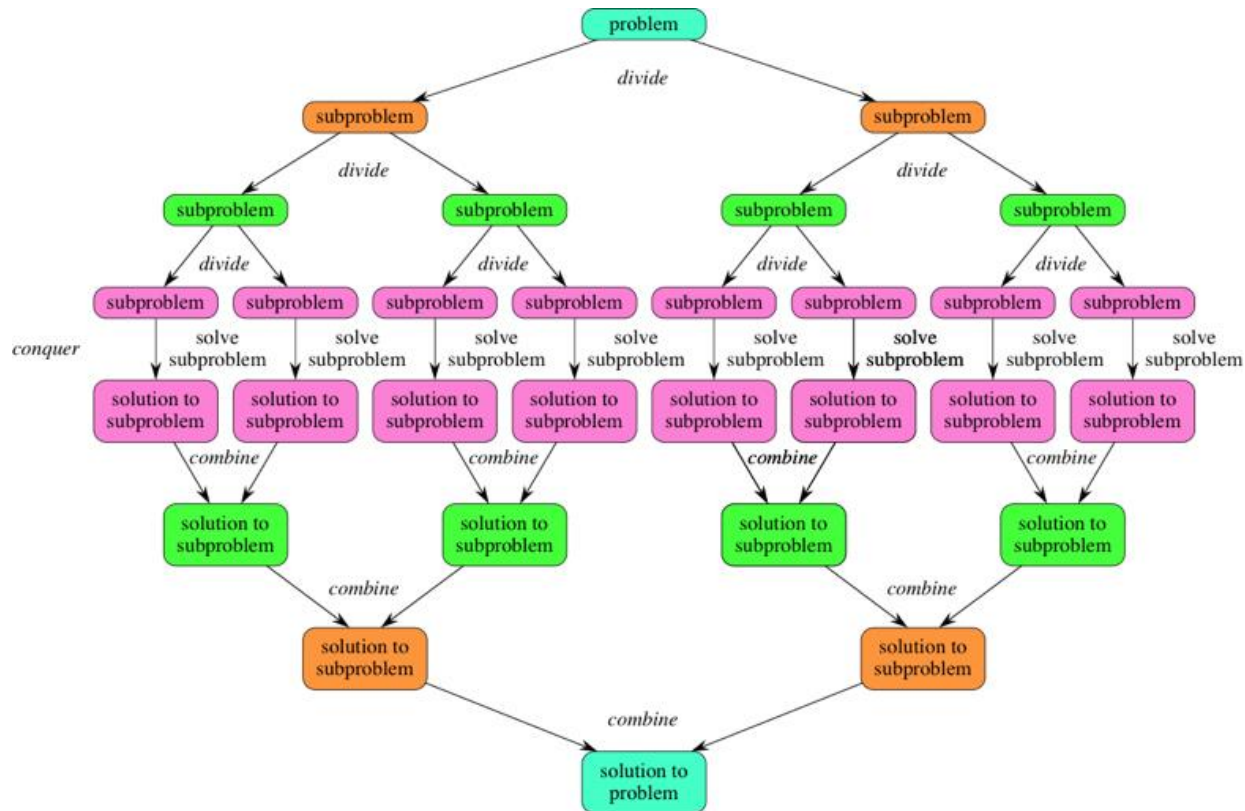 problem
divide
subproblem subproblem
divide divide
subproblem subproblem subproblem subproblem
divide divide divide divide
subproblem subproblem subproblem subproblem subproblem subproblem subproblem subproblem
conquer
solve solve solve solve solve solve solve solve
subproblem subproblem subproblem subproblem subproblem subproblem subproblem subproblem
solution to solution to solution to solution to solution to solution to solution to solution to
subproblem subproblem subproblem subproblem subproblem subproblem subproblem subproblem
combine combine combine combine
solution to solution to solution to solution to
subproblem subproblem subproblem subproblem
combine combine
solution to solution to
subproblem subproblem
combine
solution to
problem